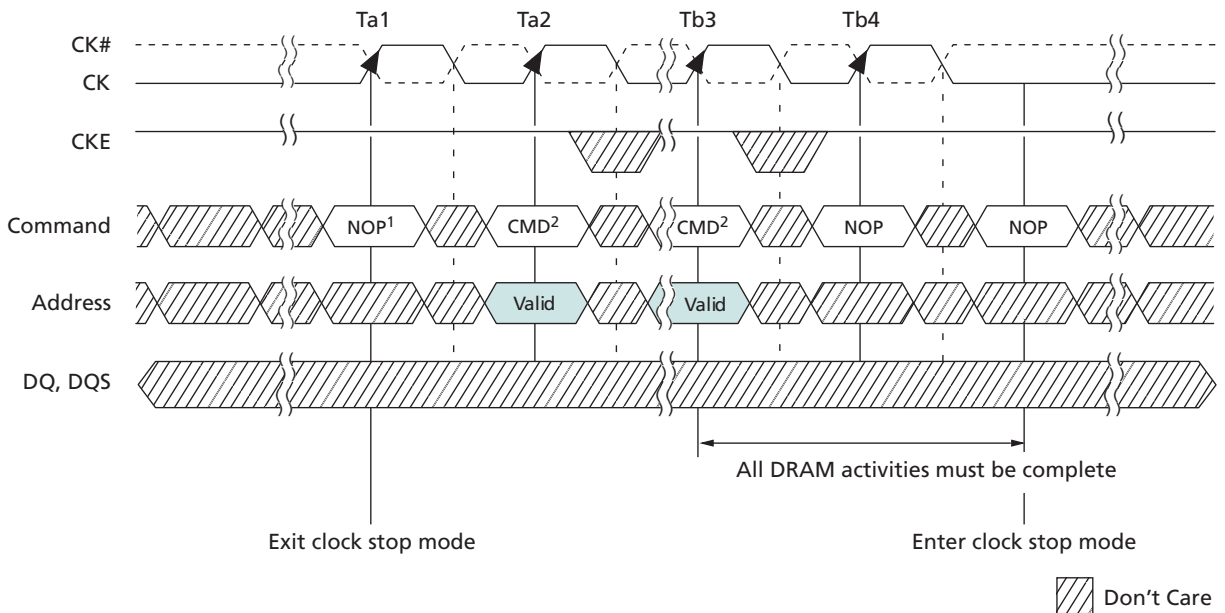 Ta1 Ta2 Tb3 Tb4
CK#
CK
CKE
Command NOP1 CMD2 CMD2 NOP NOP
Address Valid Valid
DQ, DQS
All DRAM activities must be complete
Exit clock stop mode Enter clock stop mode
Don't Care